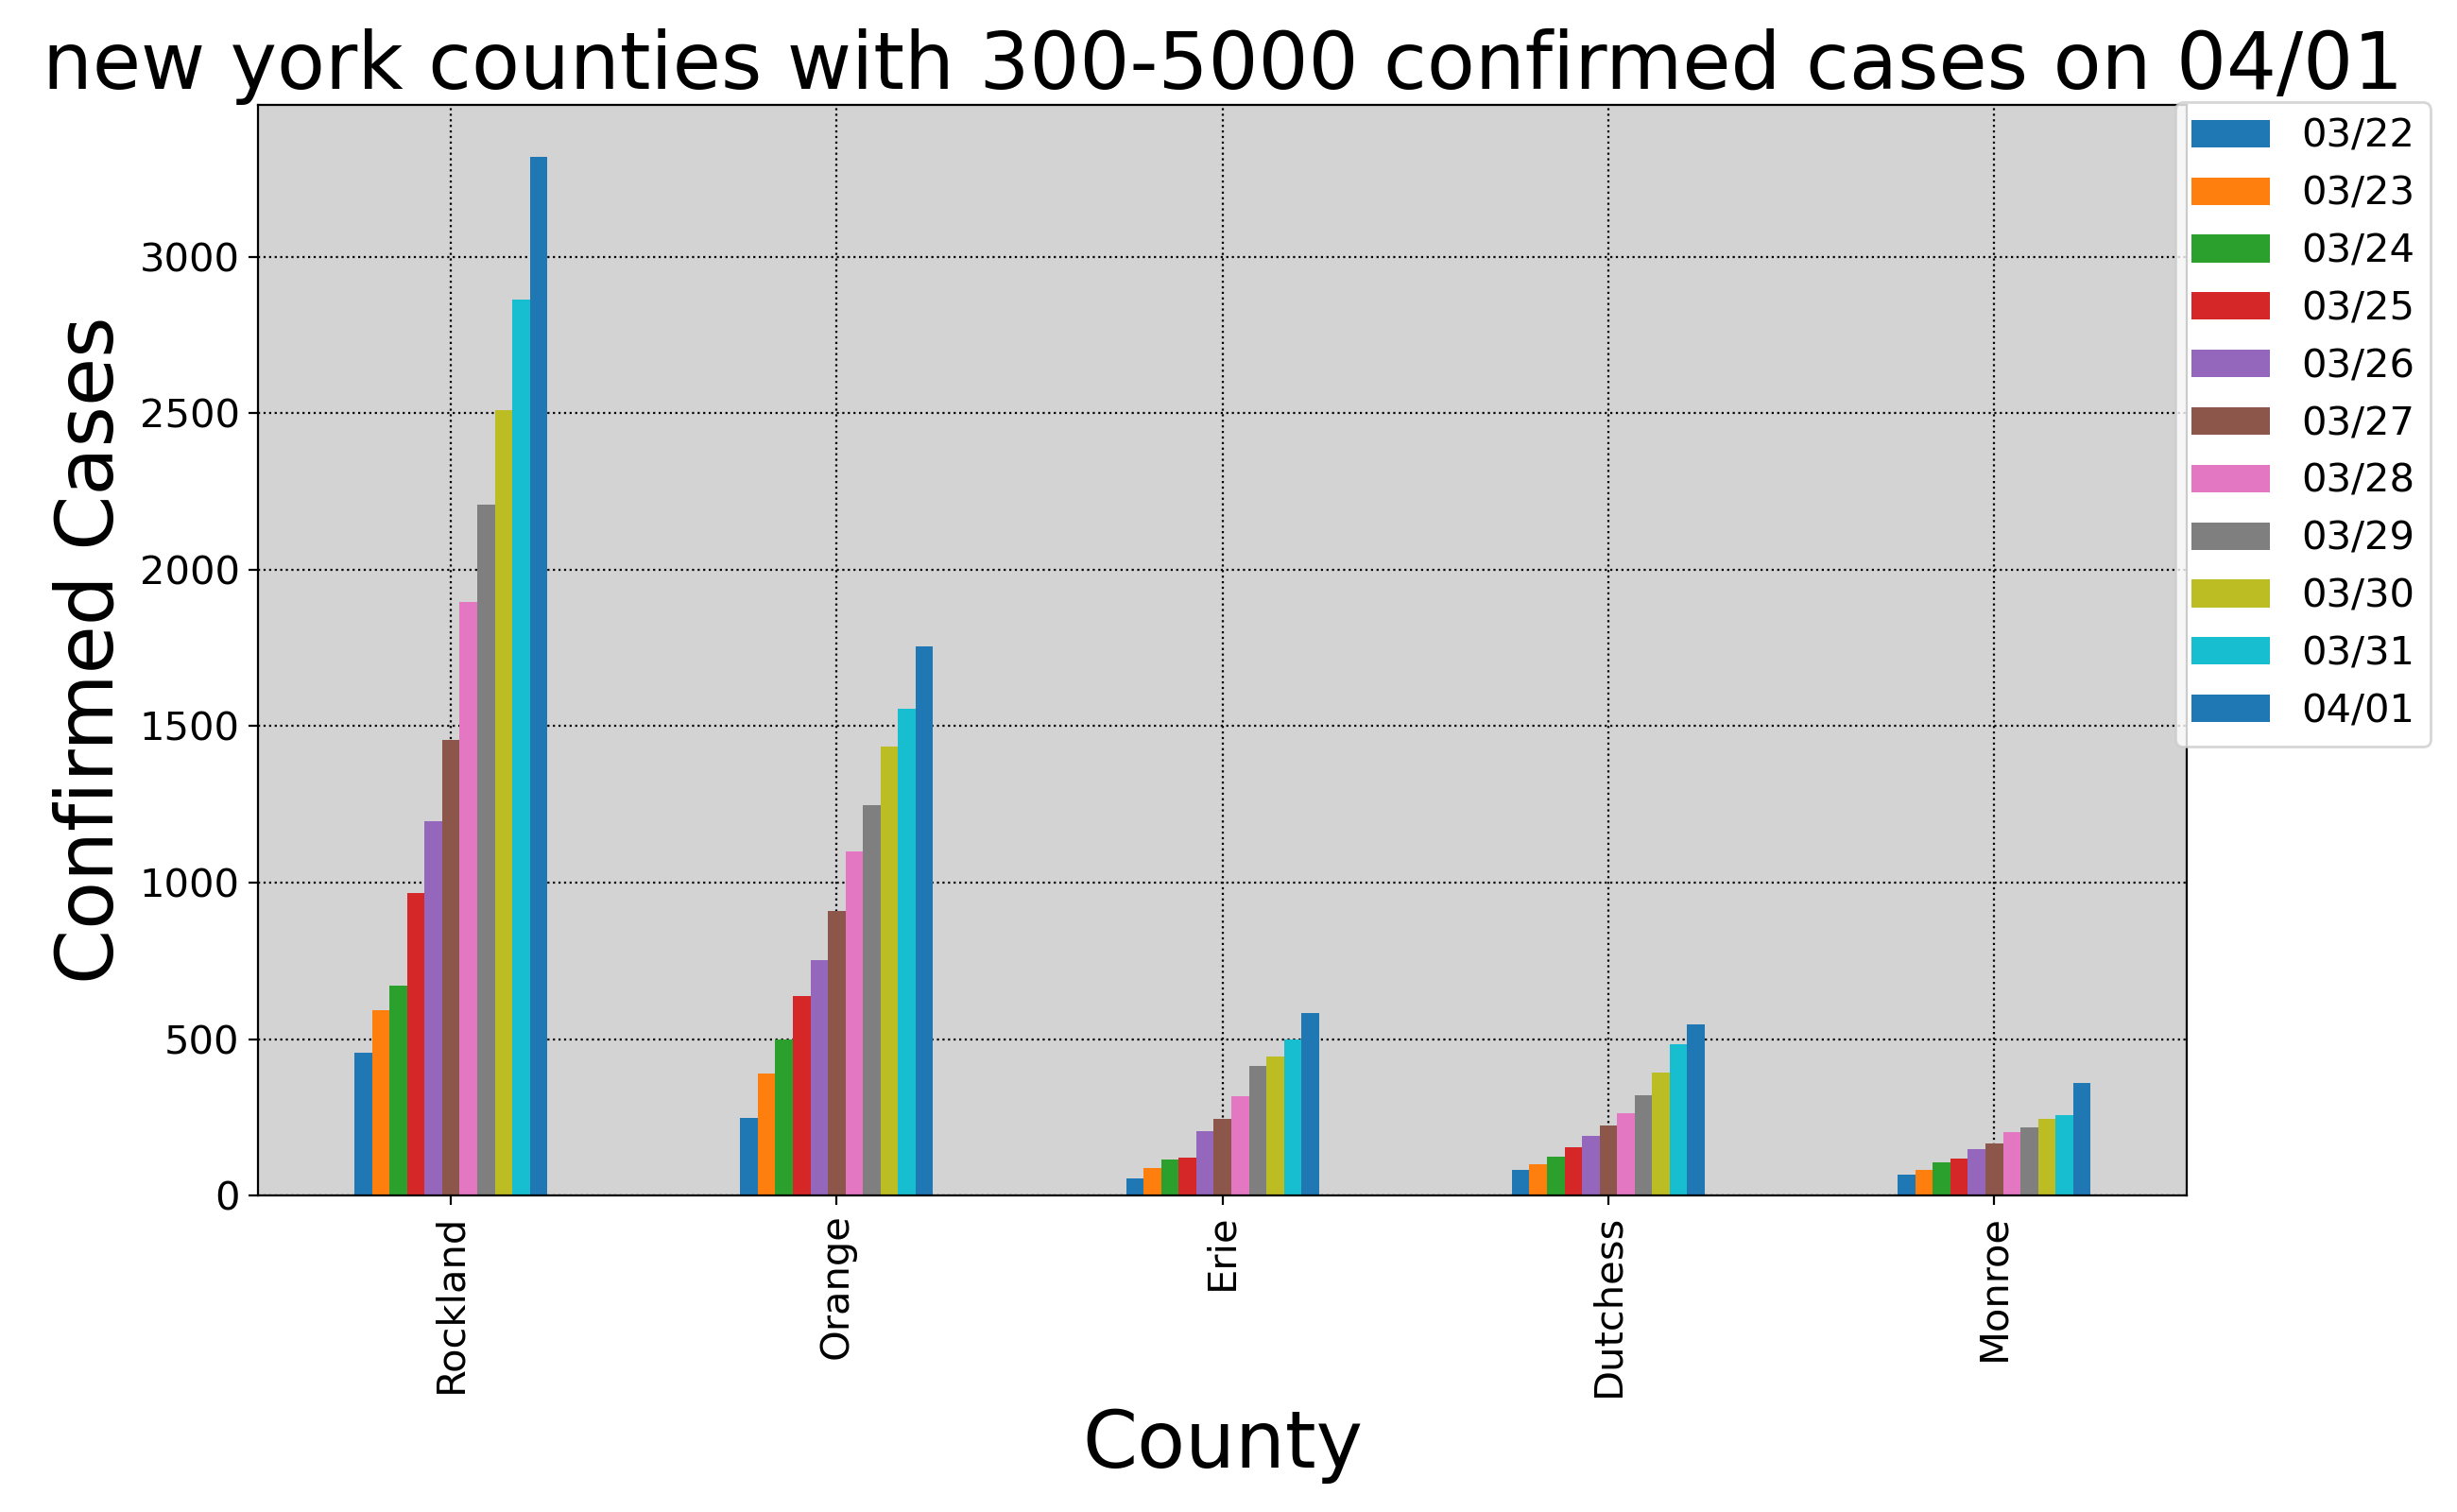 new york counties with 300-5000 confirmed cases on 04/01
Confirmed Cases
3000
2500
2000
1500
1000
500
0
03/22
03/23
03/24
03/25
03/26
03/27
03/28
03/29
03/30
03/31
04/01
Rockland
Orange
Erie
Dutchess
Monroe
County